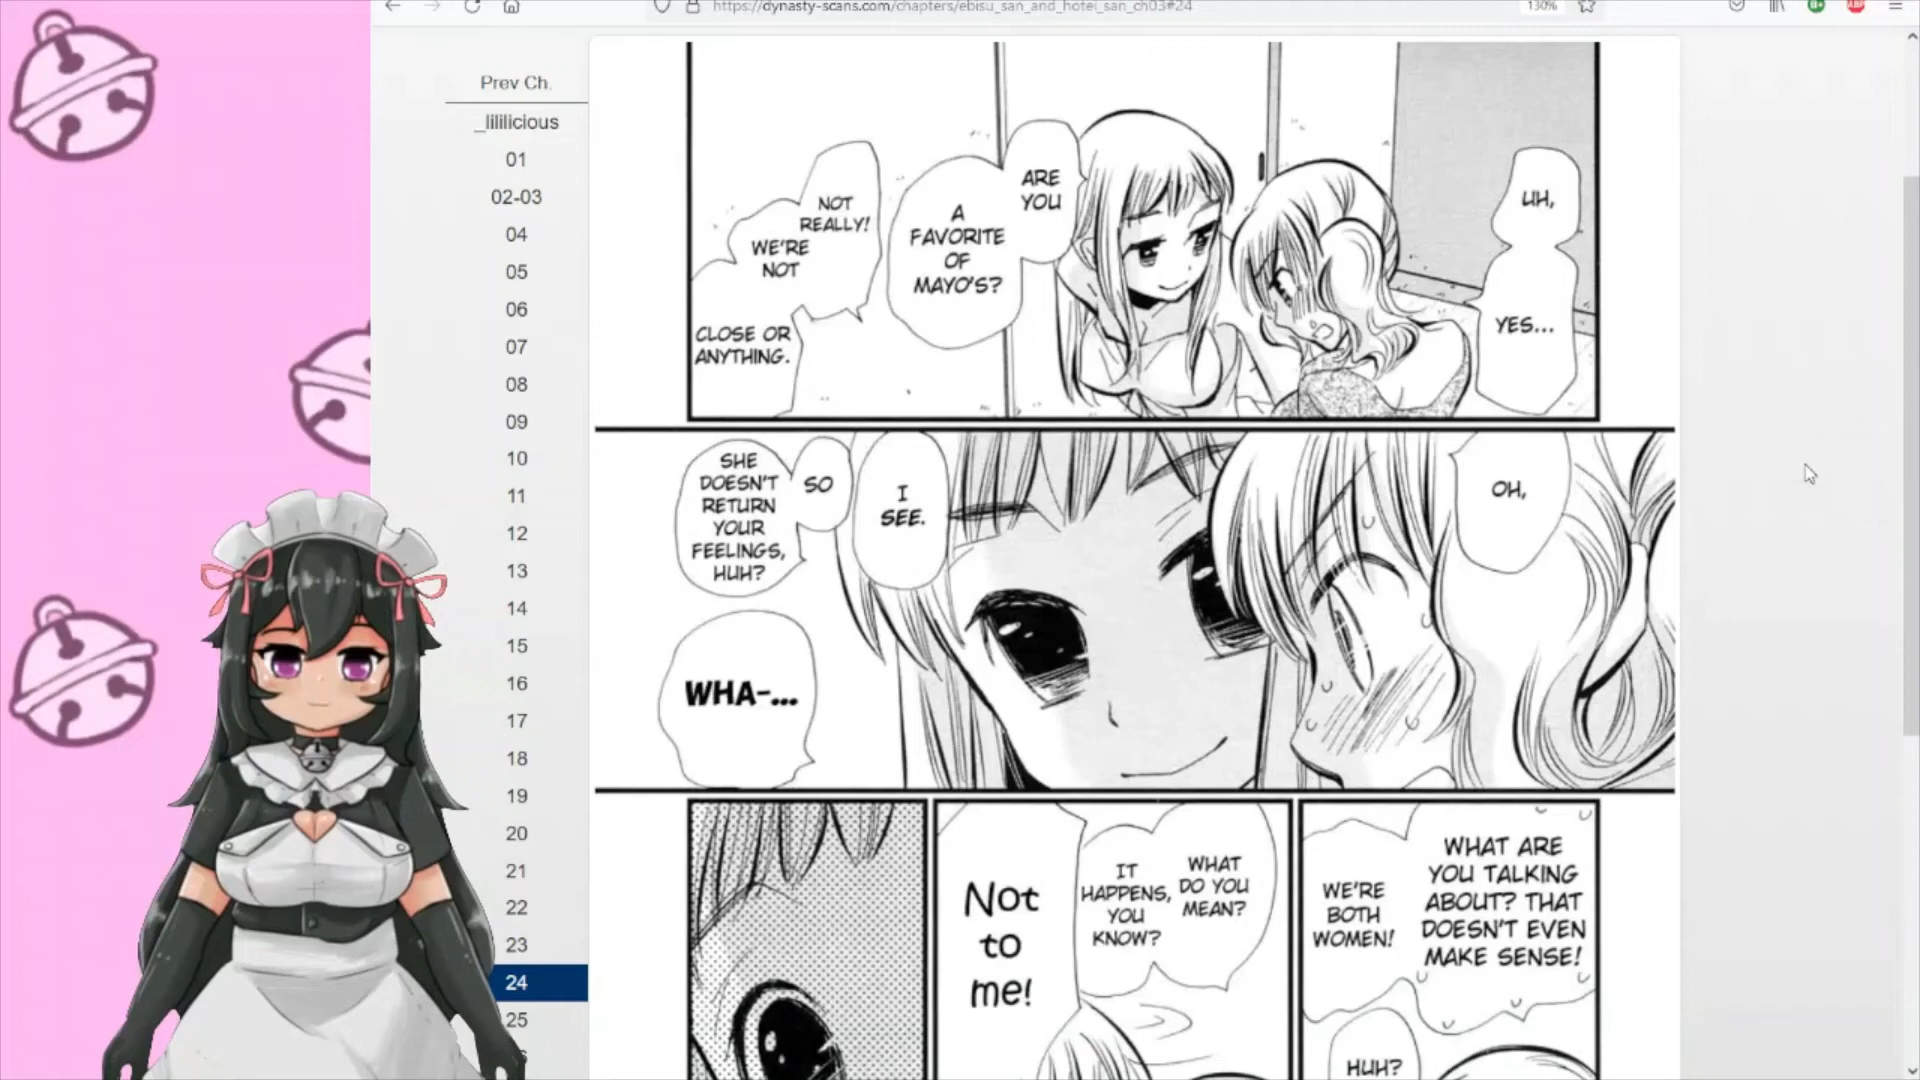 https://dynasty-scans.com/chapters/ebisu_san_and_hotei_san_ch03#24
130%
Prev Ch.
_lililicious
01
02-03
04
05
06
07
08
09
10
11
12
13
14
15
16
17
18
19
20
21
22
23
24
25
UH,
YES...
ARE
YOU
A
FAVORITE
OF
MAYO'S?
NOT
REALLY!
WE'RE
NOT
CLOSE OR
ANYTHING.
OH,
I
SEE.
SO
SHE
DOESN'T
RETURN
YOUR
FEELINGS,
HUH?
WHA-...
WHAT ARE
YOU TALKING
ABOUT? THAT
DOESN'T EVEN
MAKE SENSE!
WE'RE
BOTH
WOMEN!
HUH?
WHAT
DO YOU
MEAN?
IT
HAPPENS,
YOU
KNOW?
Not
to
me!